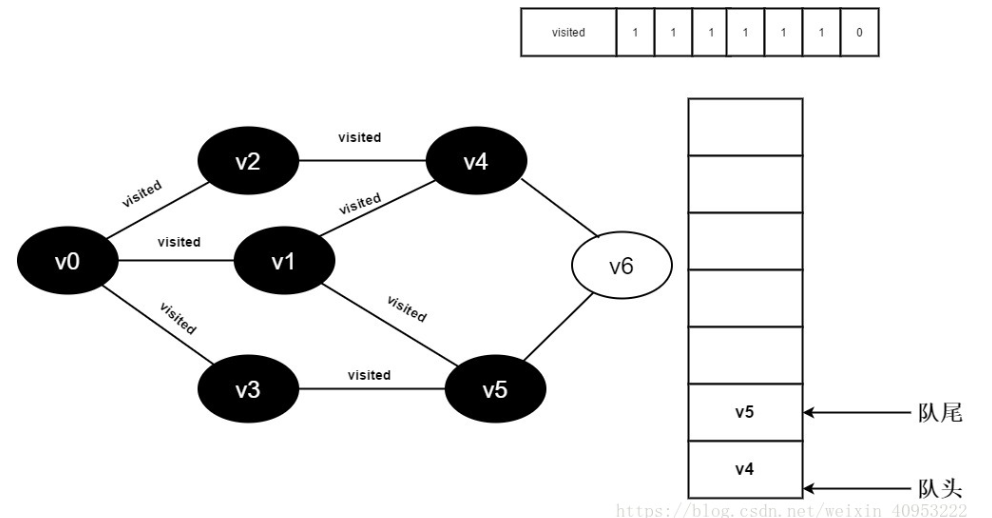 visited 1 1 1 1 1 1 0
visited
v2
v4
visited
visited
visited
v0
v1
v6
visited
visited
visited
v3
v5
v5
队尾
v4
队头
https://blog.csdn.net/weixin_40953222